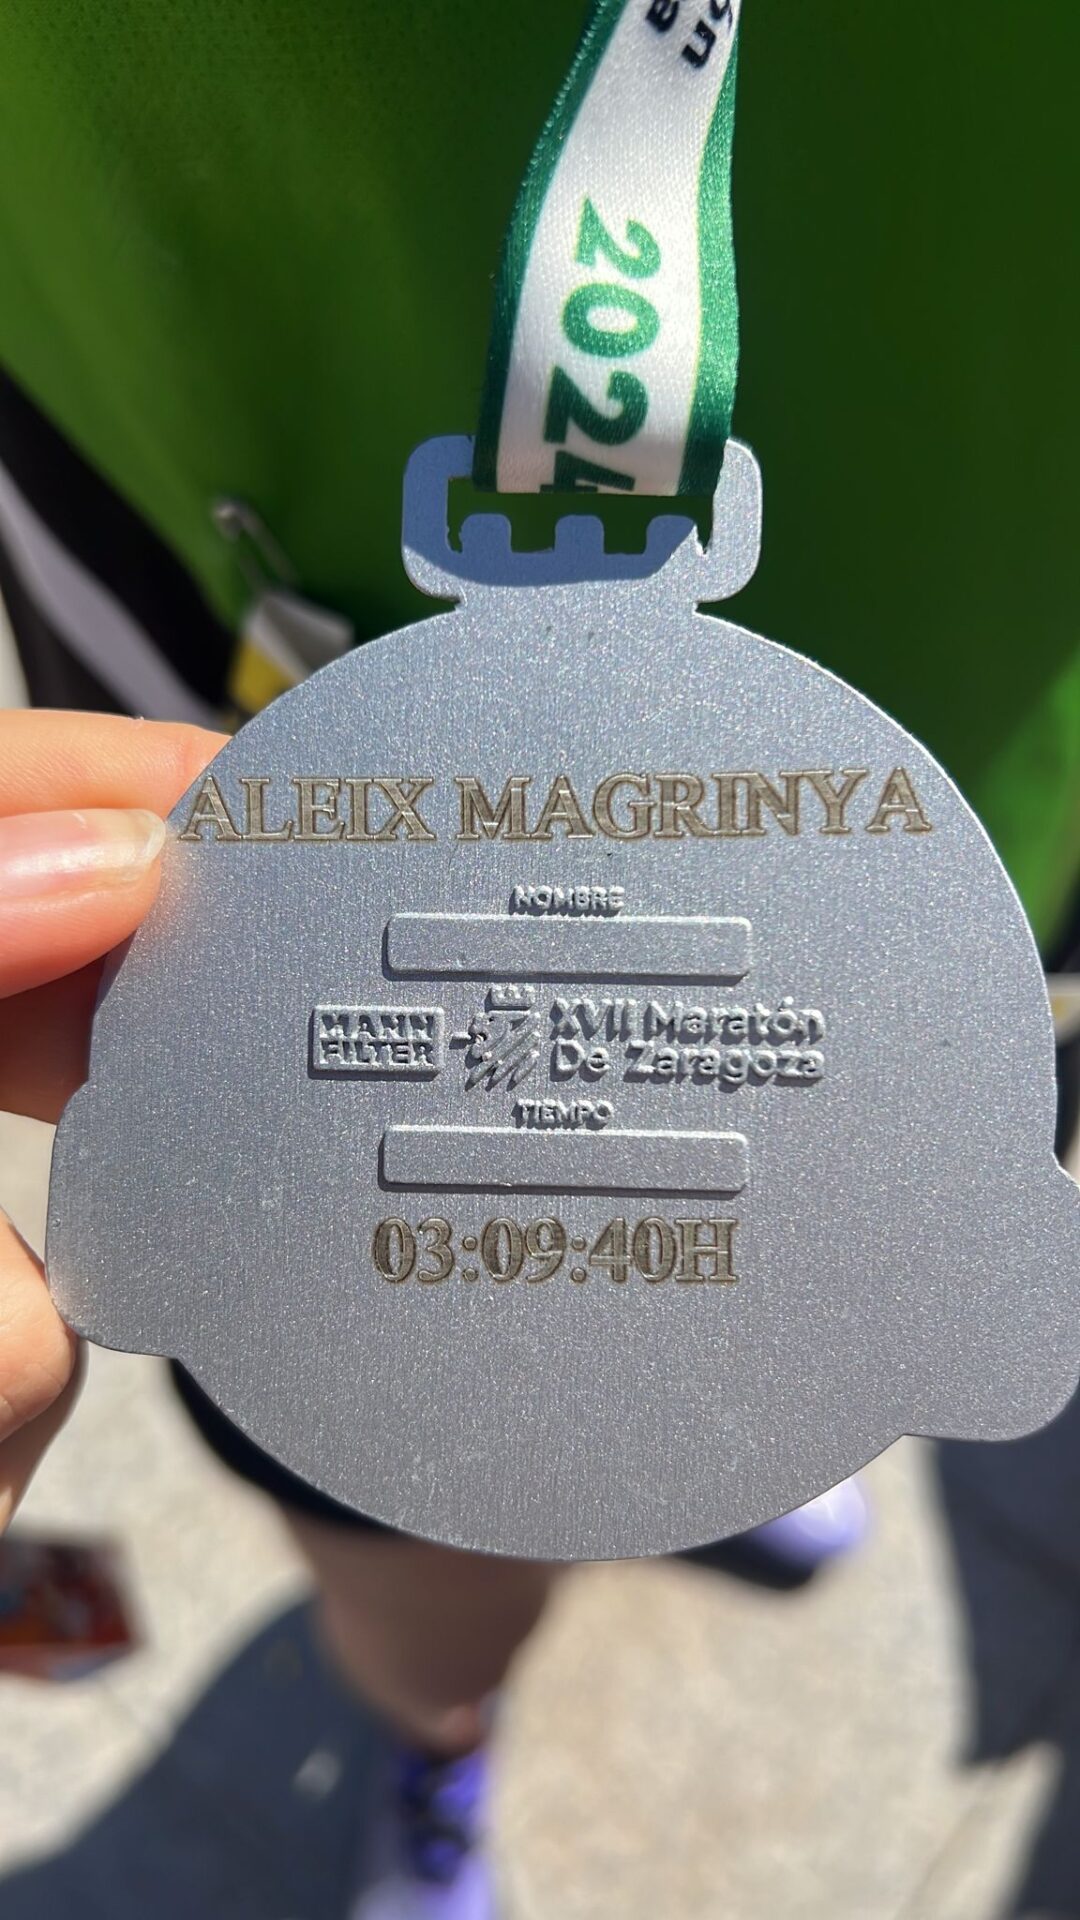 2024
ALEIX MAGRINYA
NOMBRE
MANN
FILTER
XVII Maratón
De Zaragoza
TIEMPO
03:09:40H